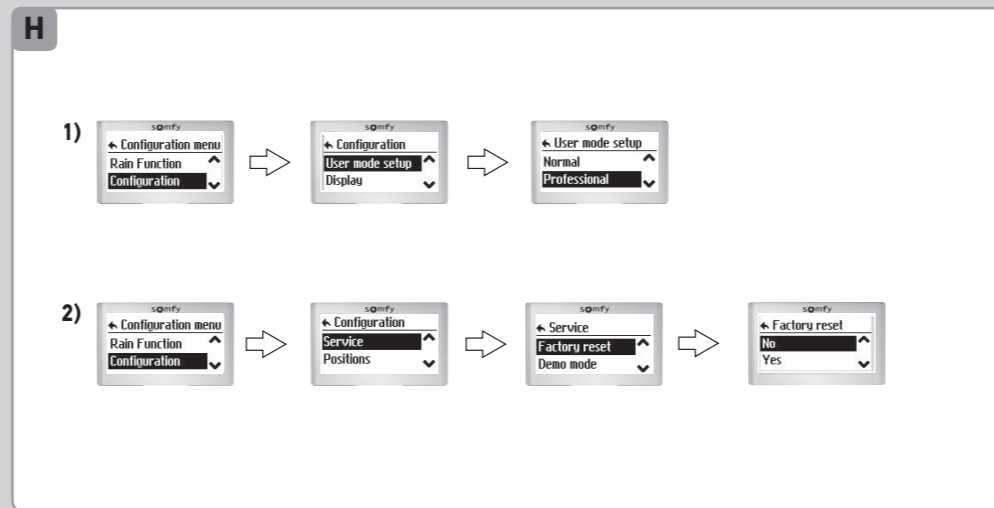 H
1)
somfy
Configuration menu
Rain Function
Configuration
somfy
Configuration
User mode setup
Display
somfy
User mode setup
Normal
Professional
2)
somfy
Configuration menu
Rain Function
Configuration
somfy
Configuration
Service
Positions
somfy
Service
Factory reset
Demo mode
somfy
Factory reset
No
Yes